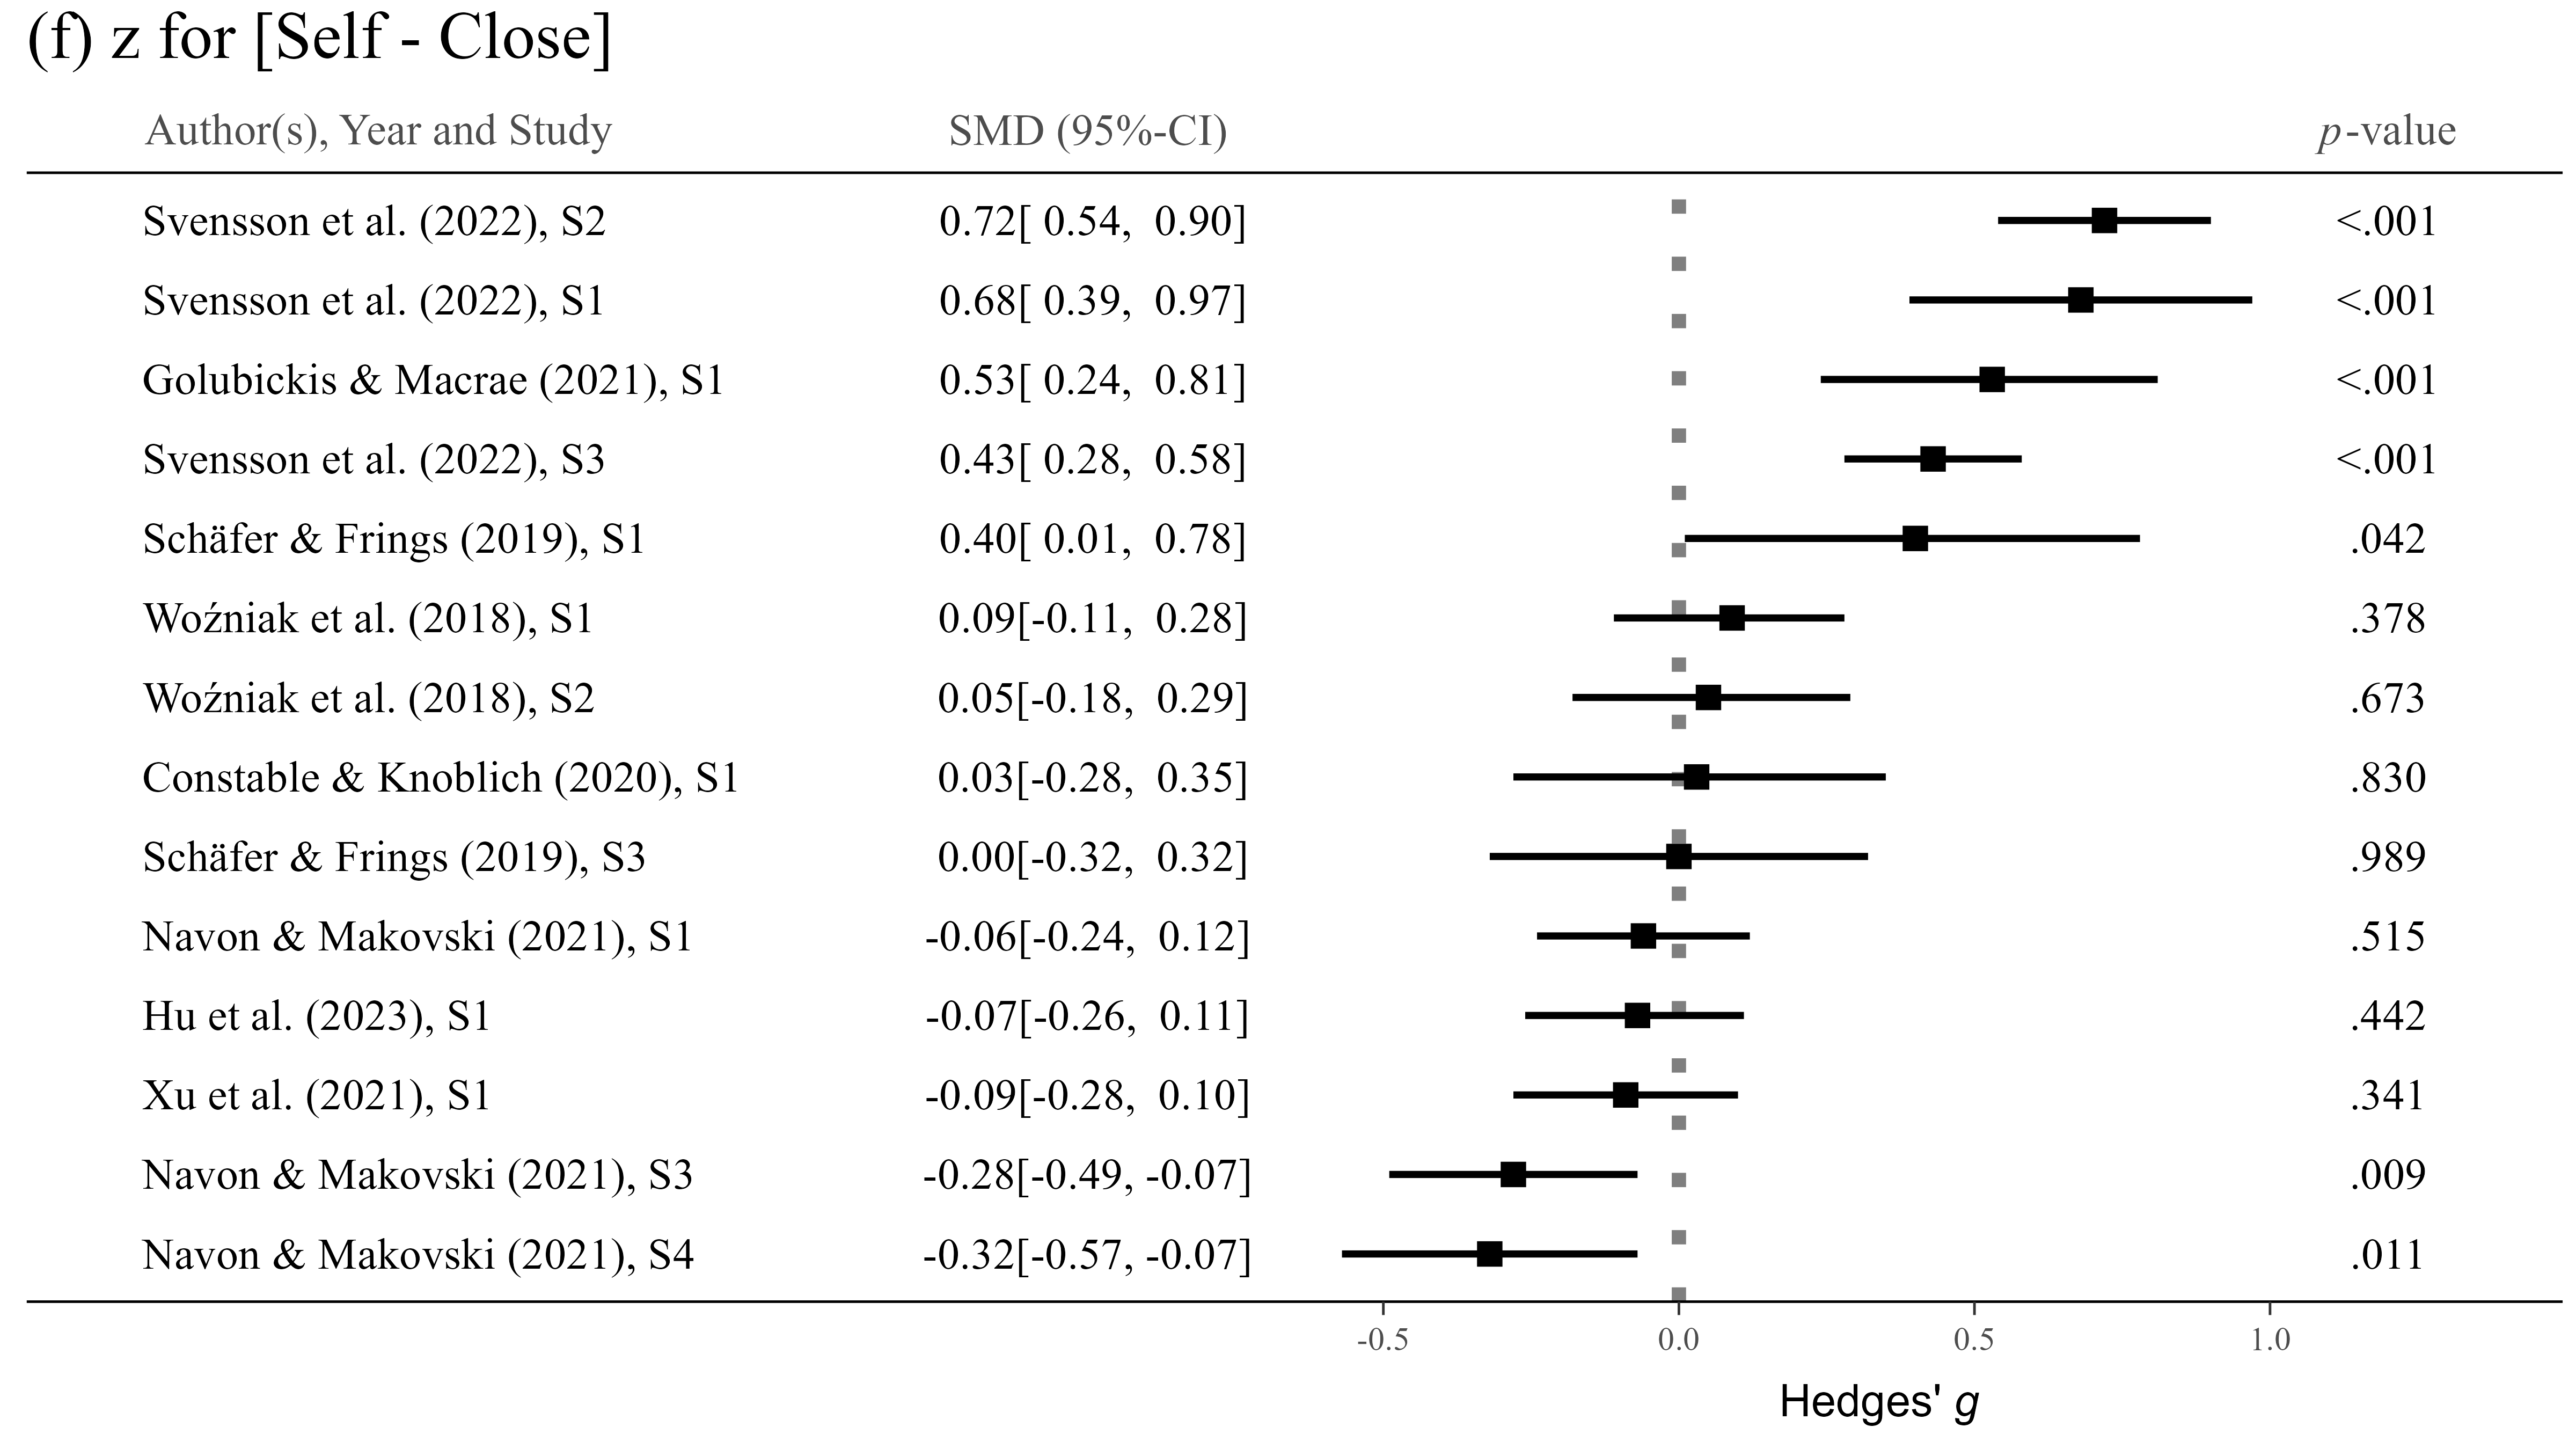 (f) z for [Self - Close]
Author(s), Year and Study SMD (95%-CI) p-value
Svensson et al. (2022), S2 0.72[ 0.54, 0.90] <.001
Svensson et al. (2022), S1 0.68[ 0.39, 0.97] <.001
Golubickis & Macrae (2021), S1 0.53[ 0.24, 0.81] <.001
Svensson et al. (2022), S3 0.43[ 0.28, 0.58] <.001
Schäfer & Frings (2019), S1 0.40[ 0.01, 0.78] .042
Woźniak et al. (2018), S1 0.09[-0.11, 0.28] .378
Woźniak et al. (2018), S2 0.05[-0.18, 0.29] .673
Constable & Knoblich (2020), S1 0.03[-0.28, 0.35] .830
Schäfer & Frings (2019), S3 0.00[-0.32, 0.32] .989
Navon & Makovski (2021), S1 -0.06[-0.24, 0.12] .515
Hu et al. (2023), S1 -0.07[-0.26, 0.11] .442
Xu et al. (2021), S1 -0.09[-0.28, 0.10] .341
Navon & Makovski (2021), S3 -0.28[-0.49, -0.07] .009
Navon & Makovski (2021), S4 -0.32[-0.57, -0.07] .011
-0.5 0.0 0.5 1.0
Hedges' g